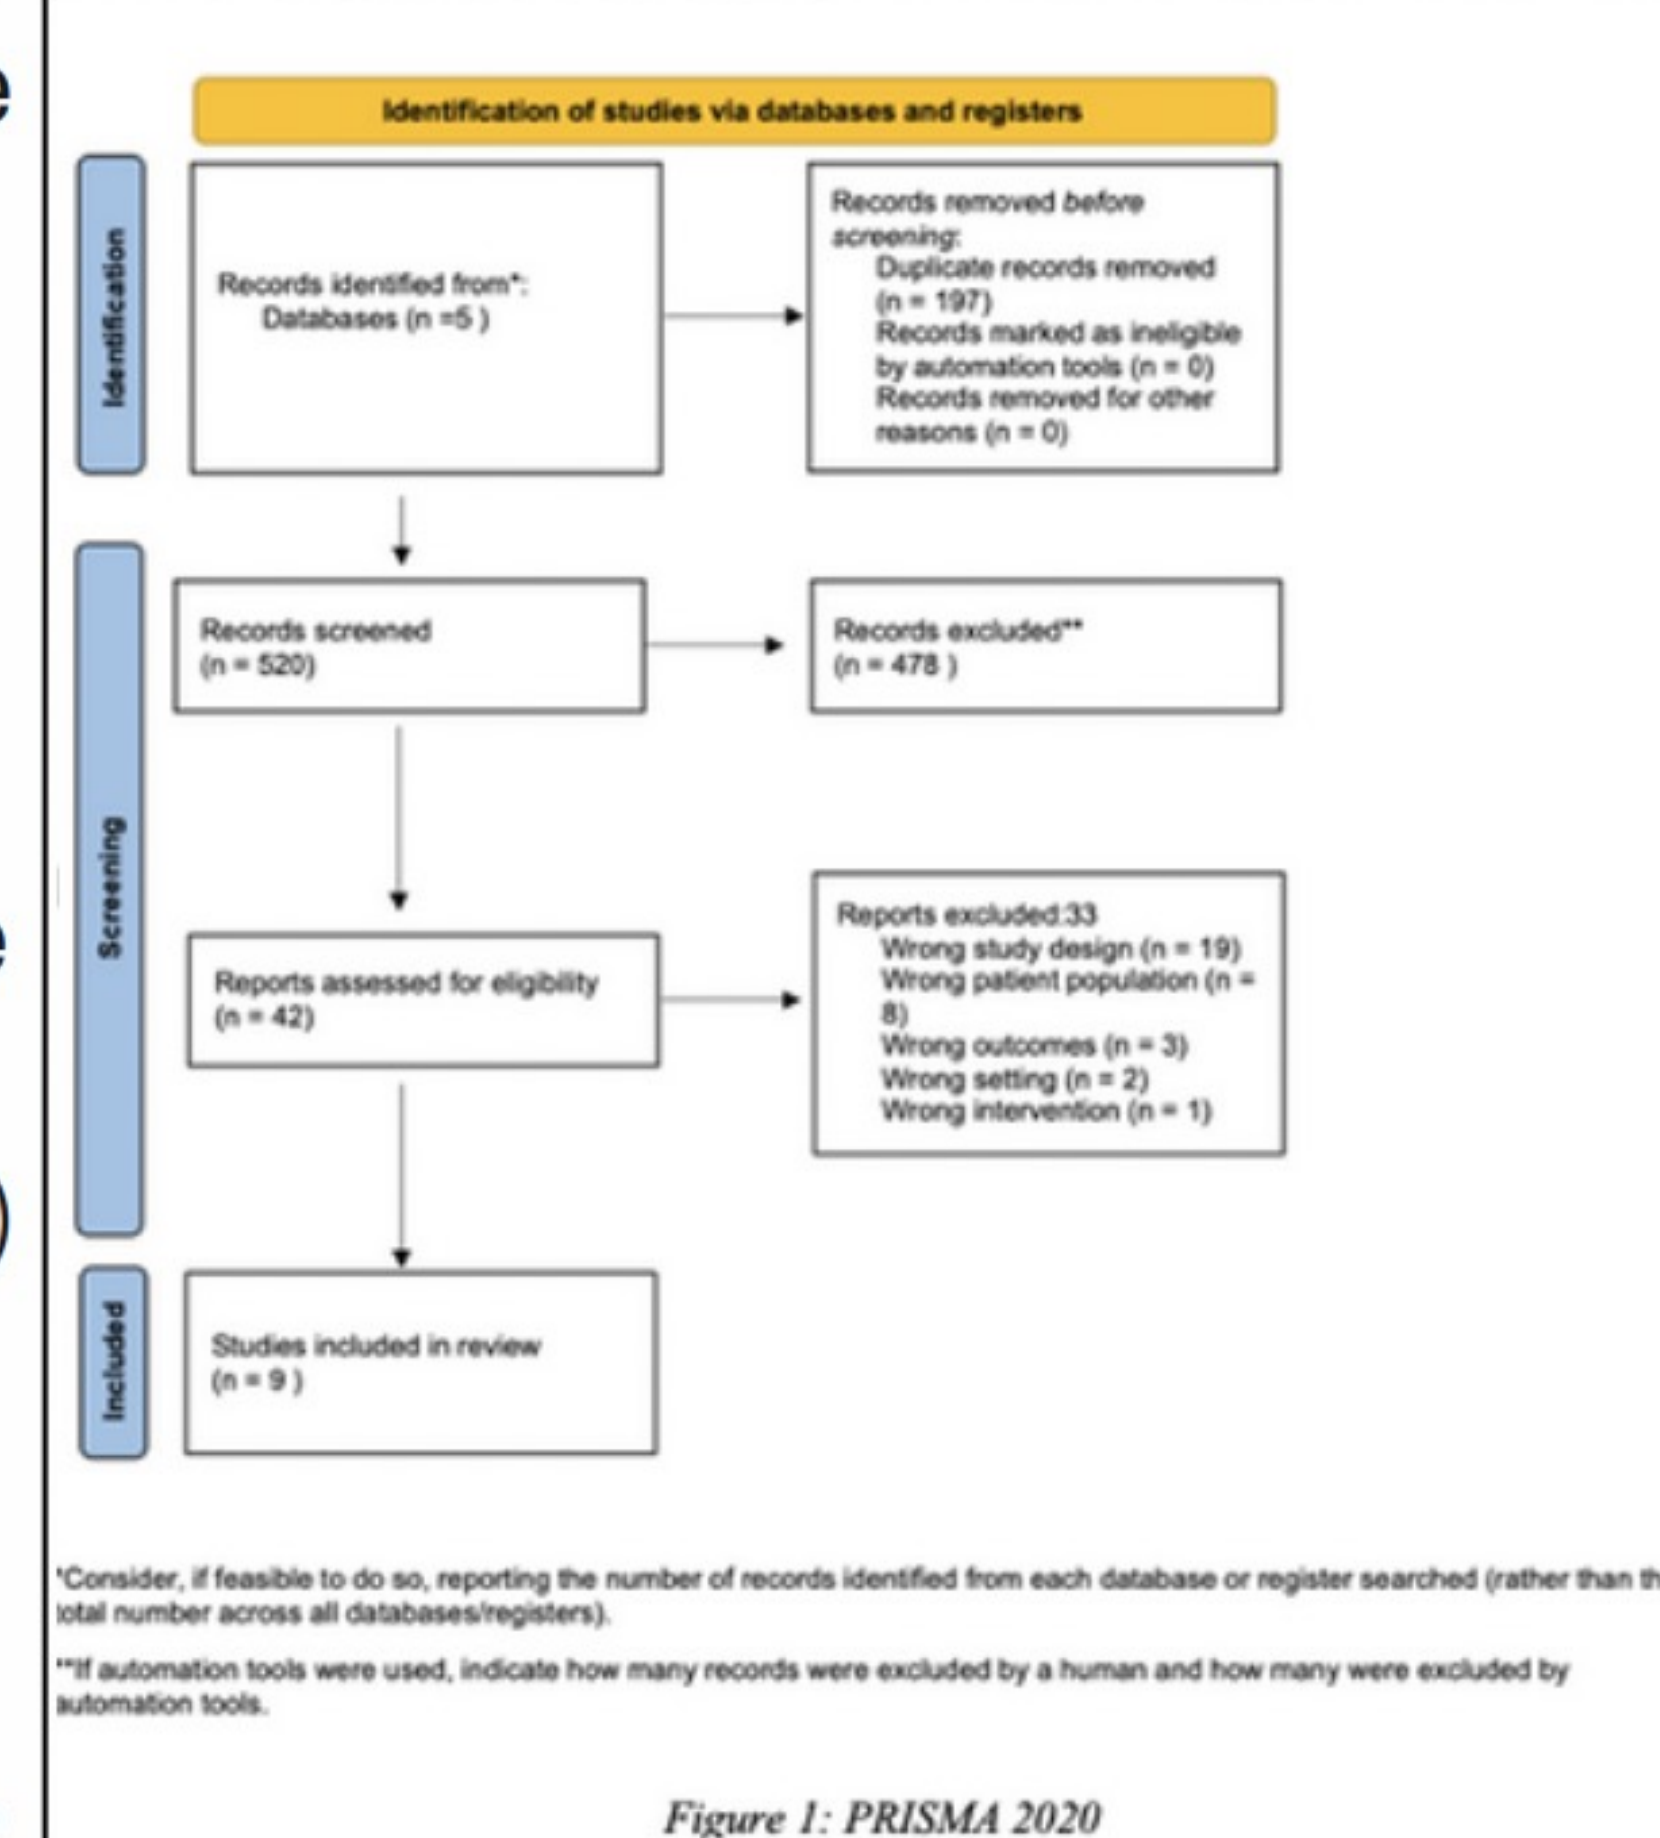 Identification of studies via databases and registers
Identification
Records identified from*:
Databases (n =5 )
Records removed before
screening:
Duplicate records removed
(n = 197)
Records marked as ineligible
by automation tools (n = 0)
Records removed for other
reasons (n = 0)
Screening
Records screened
(n = 520)
Records excluded**
(n = 478 )
Reports assessed for eligibility
(n = 42)
Reports excluded:33
Wrong study design (n = 19)
Wrong patient population (n =
8)
Wrong outcomes (n = 3)
Wrong setting (n = 2)
Wrong intervention (n = 1)
Included
Studies included in review
(n = 9 )
*Consider, if feasible to do so, reporting the number of records identified from each database or register searched (rather than th
total number across all databases/registers).
**If automation tools were used, indicate how many records were excluded by a human and how many were excluded by
automation tools.
Figure 1: PRISMA 2020